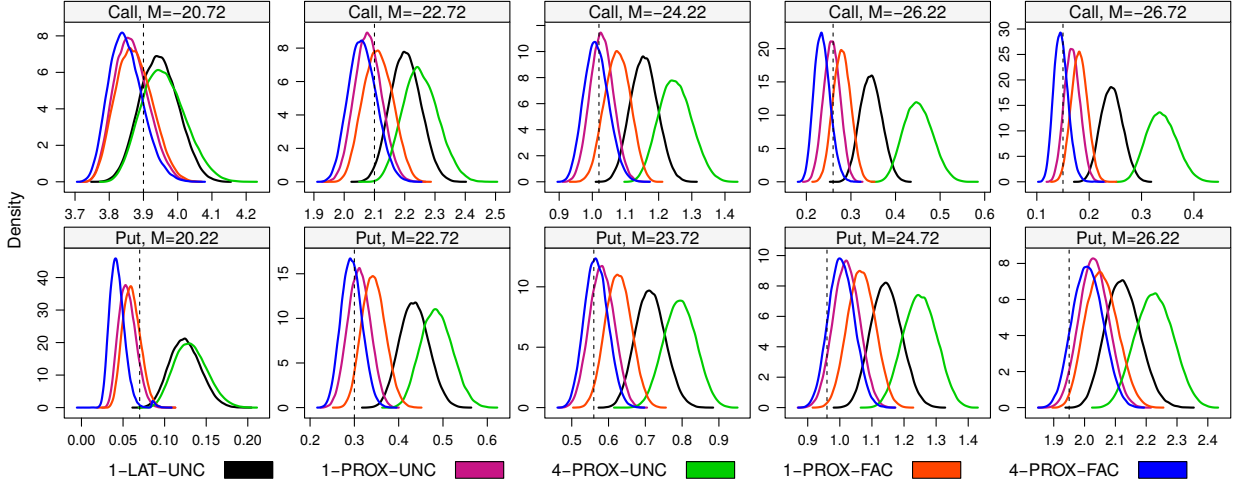 Call, M=−20.72 Call, M=−22.72 Call, M=−24.22 Call, M=−26.22 Call, M=−26.72
0 2 4 6 8
3.7 3.8 3.9 4.0 4.1 4.2
0 2 4 6 8
1.9 2.0 2.1 2.2 2.3 2.4 2.5
0 2 4 6 8 10
0.9 1.0 1.1 1.2 1.3 1.4
0 5 10 15 20
0.2 0.3 0.4 0.5 0.6
0 5 10 15 20 25 30
0.1 0.2 0.3 0.4
Density
Put, M=20.22 Put, M=22.72 Put, M=23.72 Put, M=24.72 Put, M=26.22
0 10 20 30 40
0.00 0.05 0.10 0.15 0.20
0 5 10 15
0.2 0.3 0.4 0.5 0.6
0 5 10
0.5 0.6 0.7 0.8 0.9
0 2 4 6 8 10
0.9 1.0 1.1 1.2 1.3 1.4
0 2 4 6 8
1.9 2.0 2.1 2.2 2.3 2.4
1−LAT−UNC 1−PROX−UNC 4−PROX−UNC 1−PROX−FAC 4−PROX−FAC